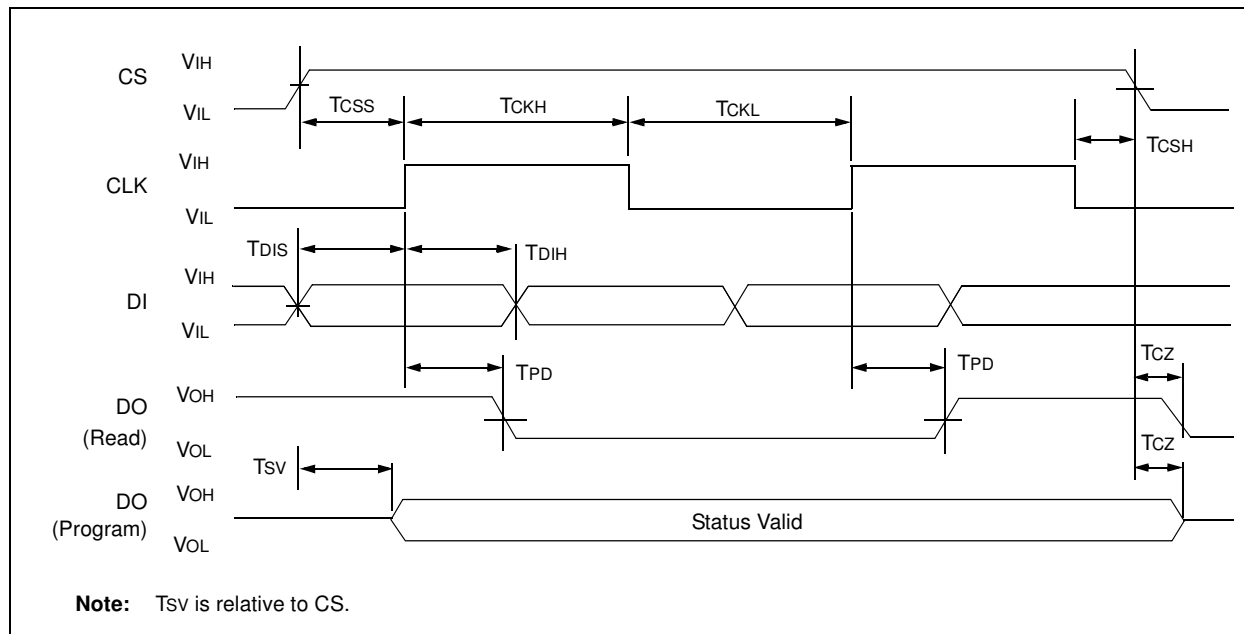 CS
VIH
VIL
TCSS
TCKH
TCKL
TCSH
CLK
VIH
VIL
TDIS
TDIH
DI
VIH
VIL
TPD
TPD
TCZ
DO
(Read)
VOH
VOL
TCZ
TSV
DO
(Program)
VOH
VOL
Status Valid
Note: TSV is relative to CS.